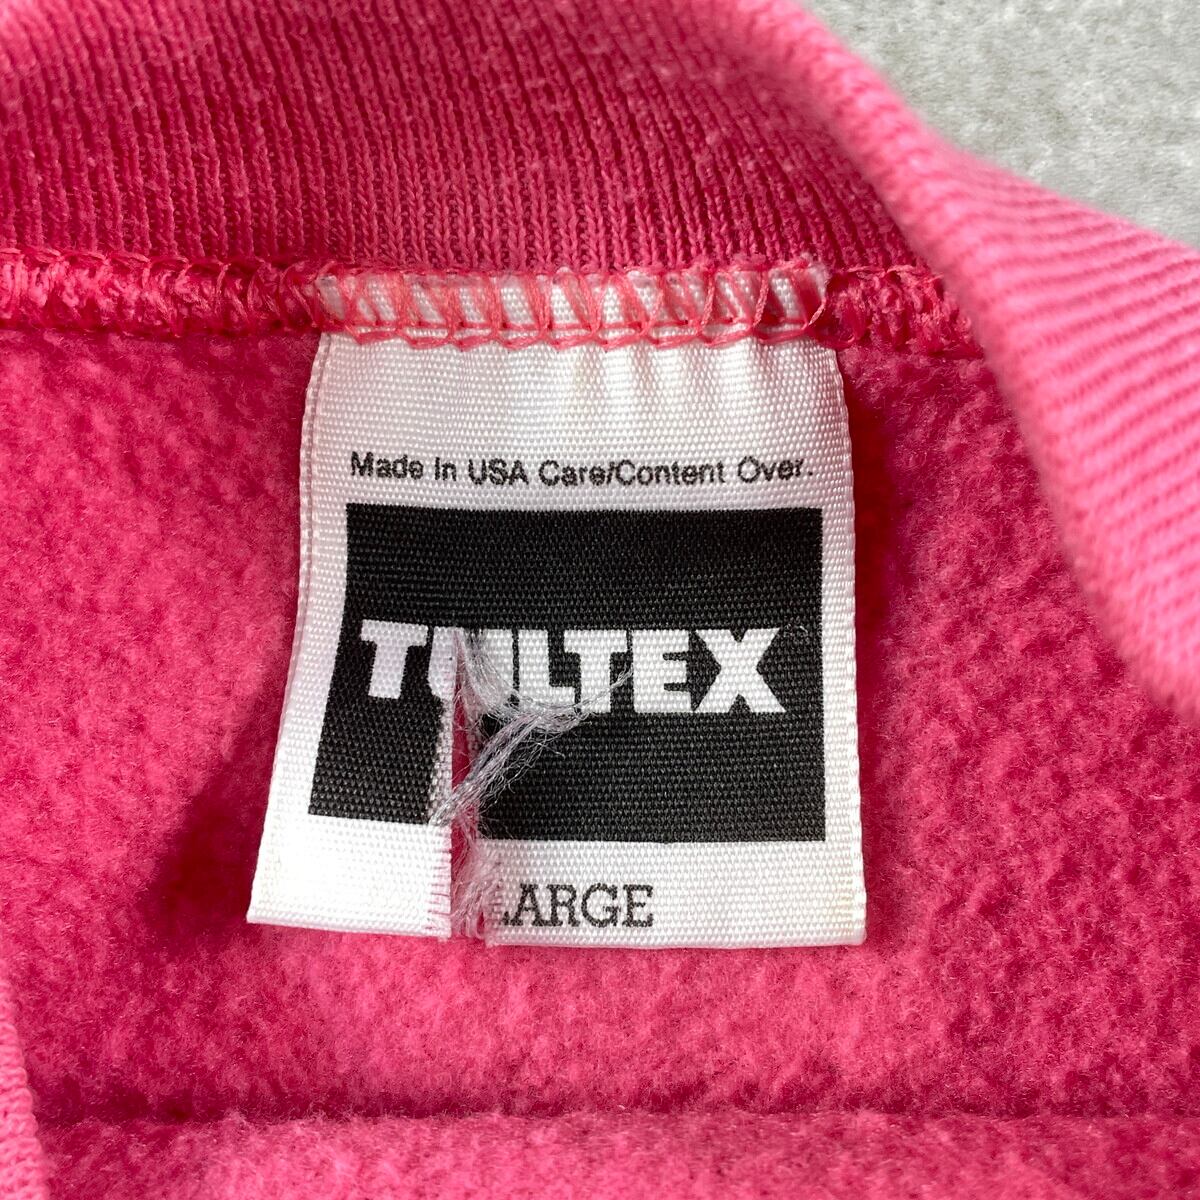 Made In USA Care/Content Over.
TULTEX
LARGE